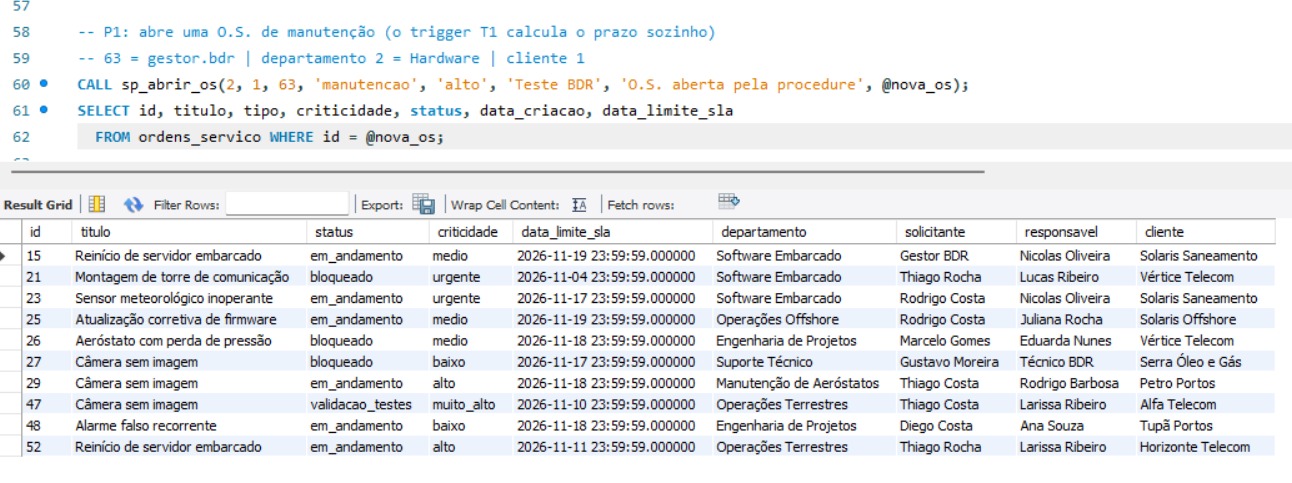 57
58 -- P1: abre uma O.S. de manutenção (o trigger T1 calcula o prazo sozinho)
59 -- 63 = gestor.bdr | departamento 2 = Hardware | cliente 1
60 CALL sp_abrir_os(2, 1, 63, 'manutencao', 'alto', 'Teste BDR', 'O.S. aberta pela procedure', @nova_os);
61 SELECT id, titulo, tipo, criticidade, status, data_criacao, data_limite_sla
62 FROM ordens_servico WHERE id = @nova_os;
Result Grid Filter Rows: Export: Wrap Cell Content: Fetch rows:
id titulo status criticidade data_limite_sla departamento solicitante responsavel cliente
15 Reinício de servidor embarcado em_andamento medio 2026-11-19 23:59:59.000000 Software Embarcado Gestor BDR Nicolas Oliveira Solaris Saneamento
21 Montagem de torre de comunicação bloqueado urgente 2026-11-04 23:59:59.000000 Software Embarcado Thiago Rocha Lucas Ribeiro Vértice Telecom
23 Sensor meteorológico inoperante em_andamento urgente 2026-11-17 23:59:59.000000 Software Embarcado Rodrigo Costa Nicolas Oliveira Solaris Saneamento
25 Atualização corretiva de firmware em_andamento medio 2026-11-19 23:59:59.000000 Operações Offshore Rodrigo Costa Juliana Rocha Solaris Offshore
26 Aeróstato com perda de pressão bloqueado medio 2026-11-18 23:59:59.000000 Engenharia de Projetos Marcelo Gomes Eduarda Nunes Vértice Telecom
27 Câmera sem imagem bloqueado baixo 2026-11-17 23:59:59.000000 Suporte Técnico Gustavo Moreira Técnico BDR Serra Óleo e Gás
29 Câmera sem imagem em_andamento alto 2026-11-18 23:59:59.000000 Manutenção de Aeróstatos Thiago Costa Rodrigo Barbosa Petro Portos
47 Câmera sem imagem validacao_testes muito_alto 2026-11-10 23:59:59.000000 Operações Terrestres Thiago Costa Larissa Ribeiro Alfa Telecom
48 Alarme falso recorrente em_andamento baixo 2026-11-18 23:59:59.000000 Engenharia de Projetos Diego Costa Ana Souza Tupã Portos
52 Reinício de servidor embarcado em_andamento alto 2026-11-11 23:59:59.000000 Operações Terrestres Thiago Rocha Larissa Ribeiro Horizonte Telecom